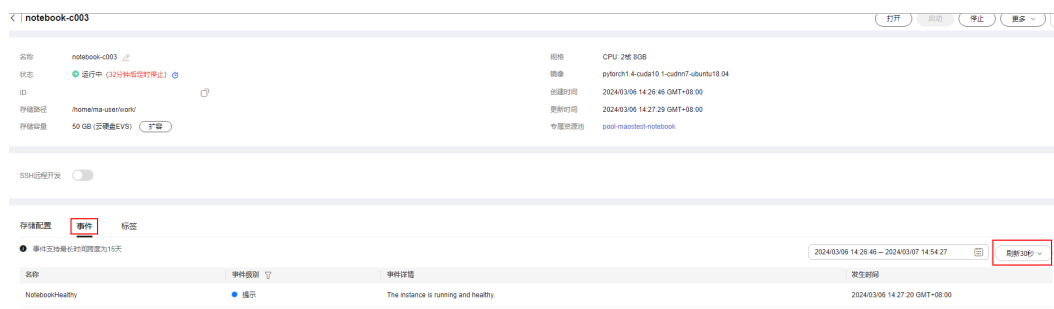 notebook-c003 打开 启动 停止 更多
名称 notebook-c003 规格 CPU: 2核 8GB
状态 运行中 (32分钟后定时停止) 镜像 pytorch1.4-cuda10.1-cudnn7-ubuntu18.04
ID 创建时间 2024/03/06 14:26:46 GMT+08:00
存储路径 /home/ma-user/work/ 更新时间 2024/03/06 14:27:29 GMT+08:00
存储容量 50 GB (云硬盘EVS) 扩容 专属资源池 pool-maostest-notebook
SSH远程开发
存储配置 事件 标签
事件支持最长时间跨度为15天 2024/03/06 14:26:46 – 2024/03/07 14:54:27 刷新30秒
名称 事件级别 事件详情 发生时间
NotebookHealthy 提示 The instance is running and healthy. 2024/03/06 14:27:20 GMT+08:00